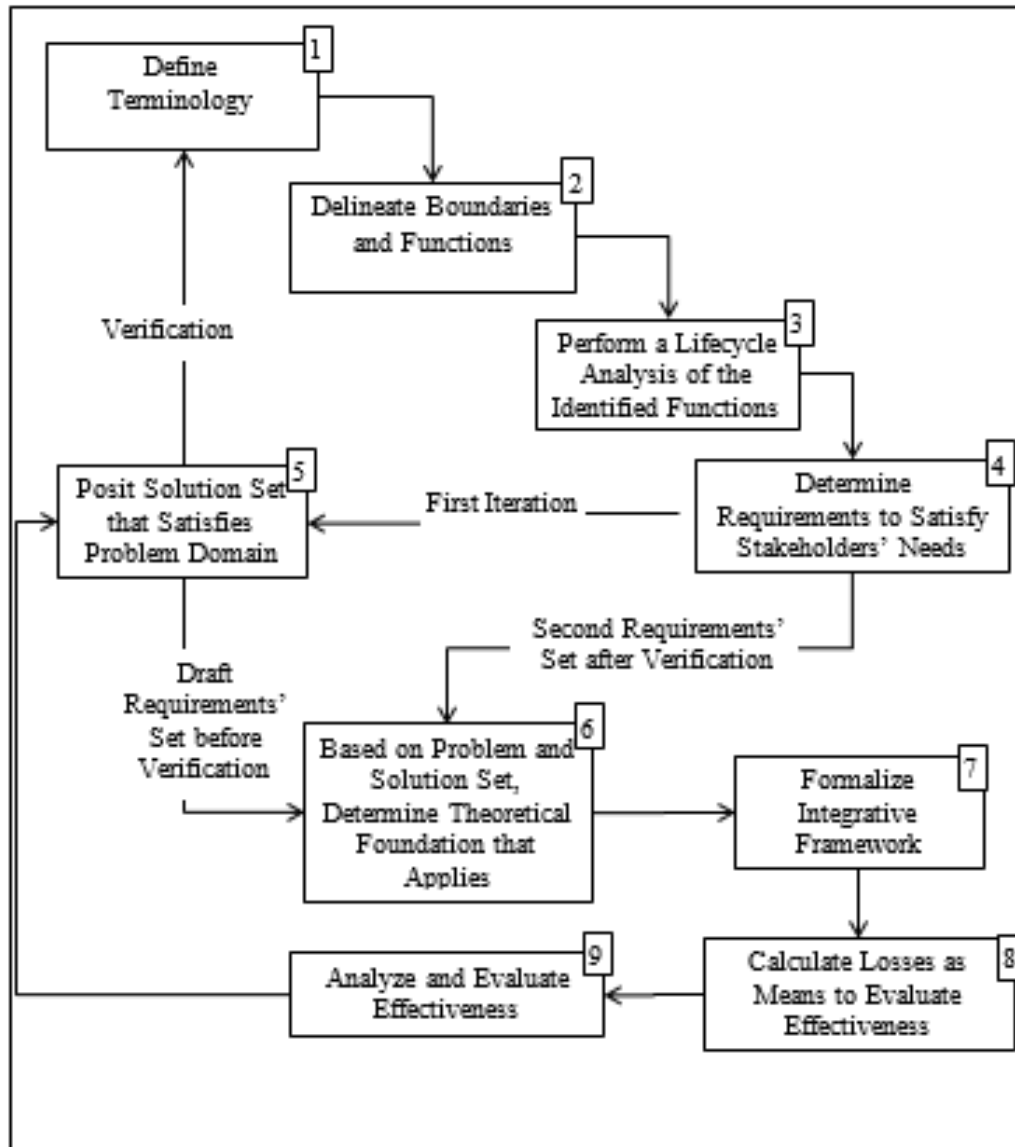 1
Define
Terminology
2
Delineate Boundaries
and Functions
3
Perform a Lifecycle
Analysis of the
Identified Functions
4
Determine
Requirements to Satisfy
Stakeholders’ Needs
First Iteration
5
Posit Solution Set
that Satisfies
Problem Domain
Verification
Draft
Requirements’
Set before
Verification
Second Requirements’
Set after Verification
6
Based on Problem and
Solution Set,
Determine Theoretical
Foundation that
Applies
7
Formalize
Integrative
Framework
8
Calculate Losses as
Means to Evaluate
Effectiveness
9
Analyze and Evaluate
Effectiveness